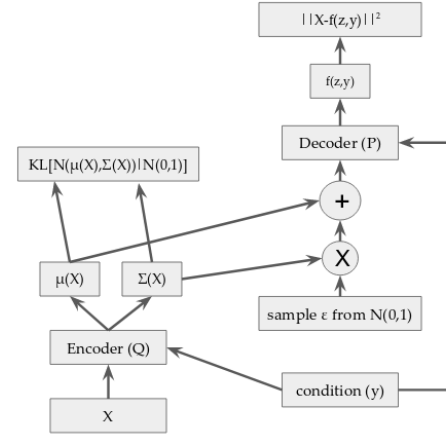 ||X-f(z,y)||²
f(z,y)
Decoder (P)
KL[N(μ(X),Σ(X))|N(0,1)]
+
X
μ(X)
Σ(X)
sample ε from N(0,1)
Encoder (Q)
condition (y)
X